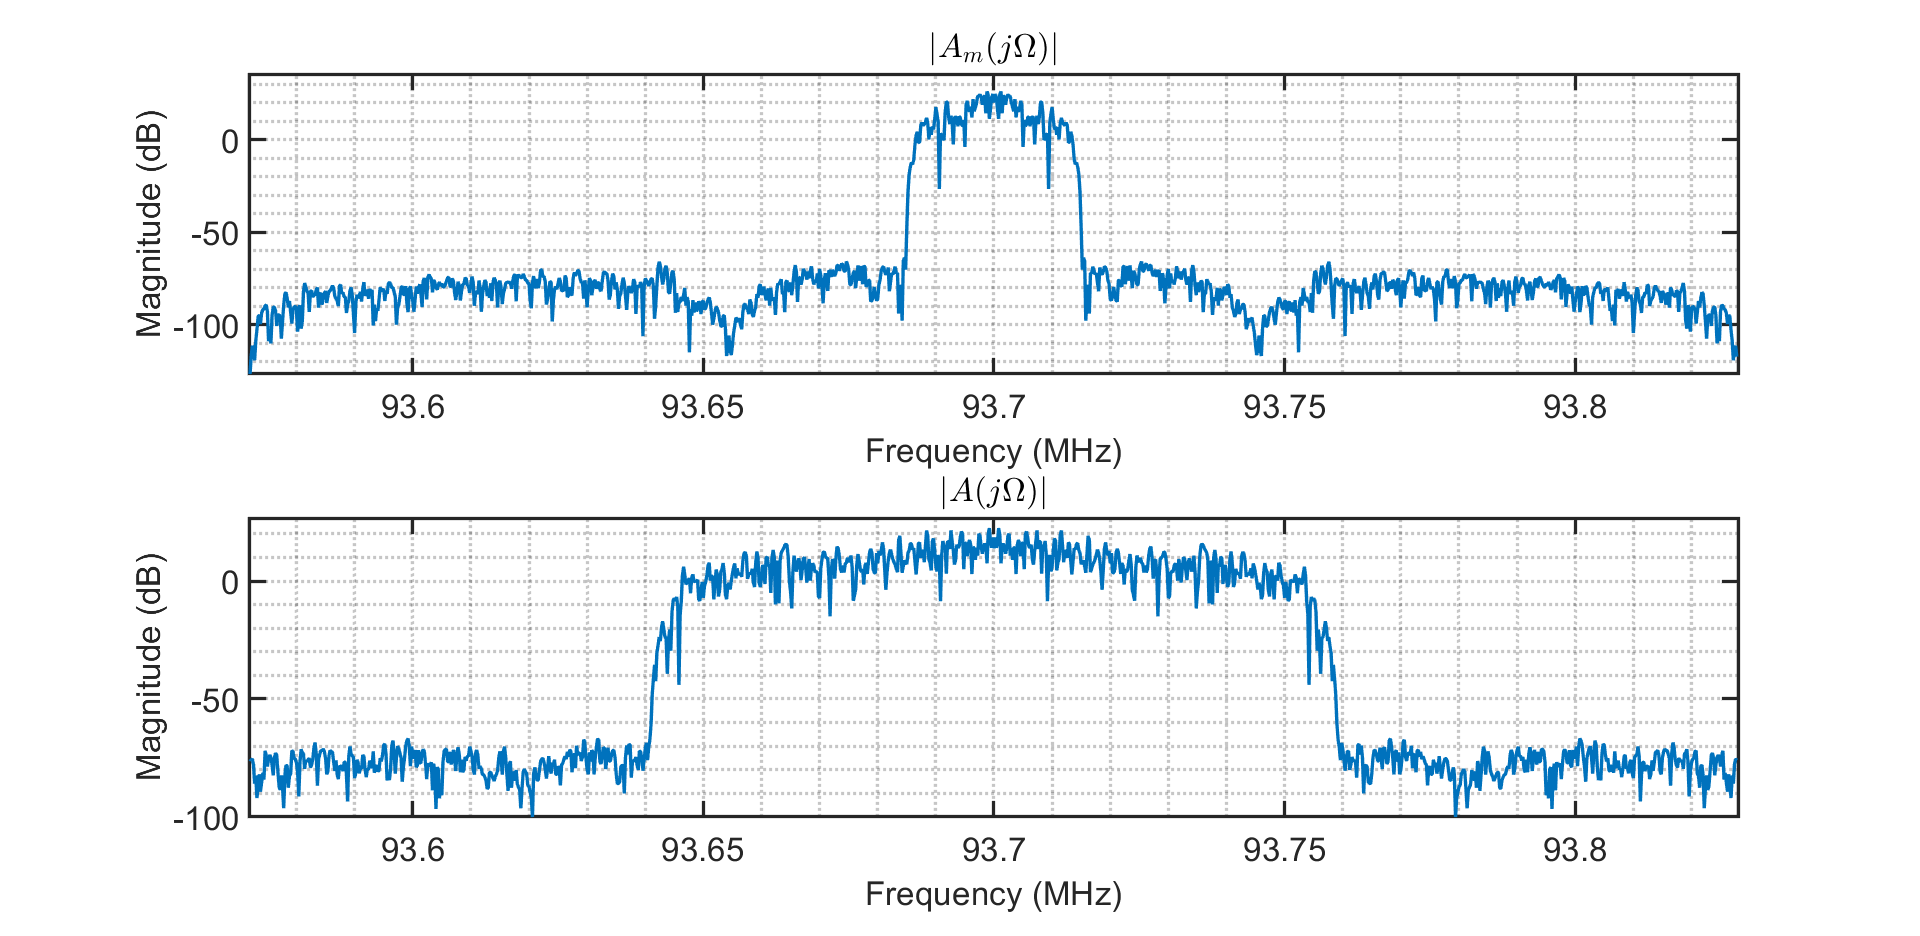 |A_m(jΩ)|
Magnitude (dB)
0
-50
-100
93.6 93.65 93.7 93.75 93.8
Frequency (MHz)
|A(jΩ)|
Magnitude (dB)
0
-50
-100
93.6 93.65 93.7 93.75 93.8
Frequency (MHz)